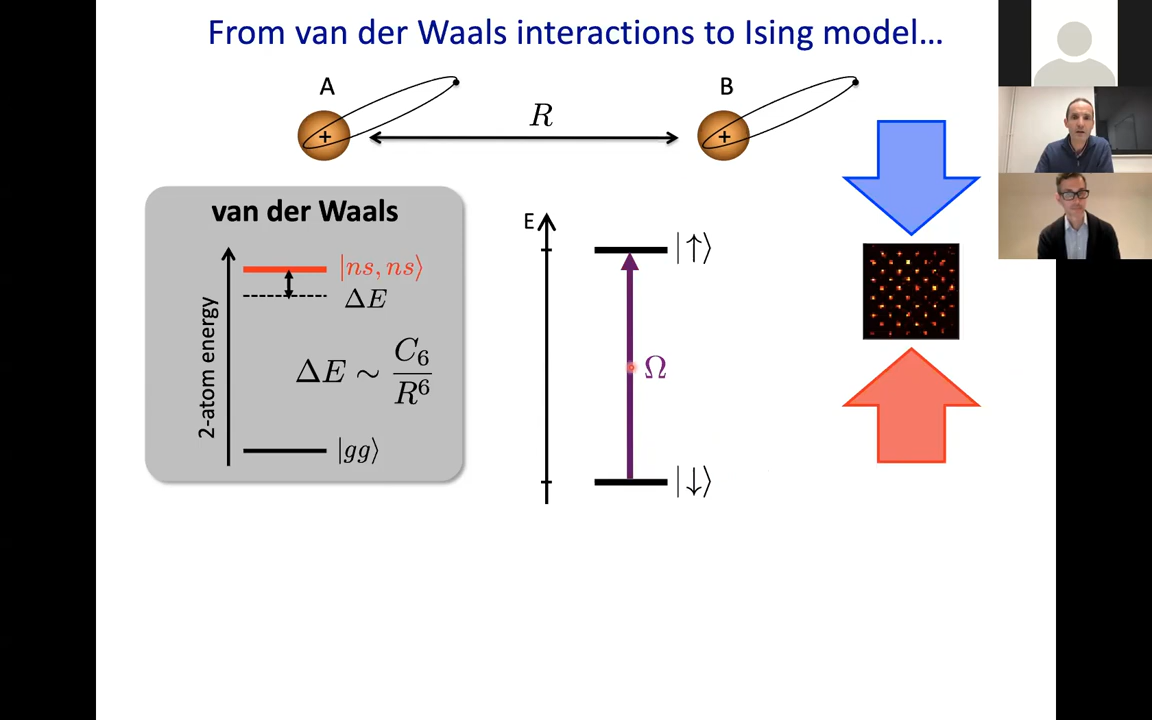 From van der Waals interactions to Ising model…
A
B
R
+
+
van der Waals
2-atom energy
|ns, ns⟩
ΔE
ΔE ∼ C₆/R⁶
|gg⟩
E
|↑⟩
Ω
|↓⟩